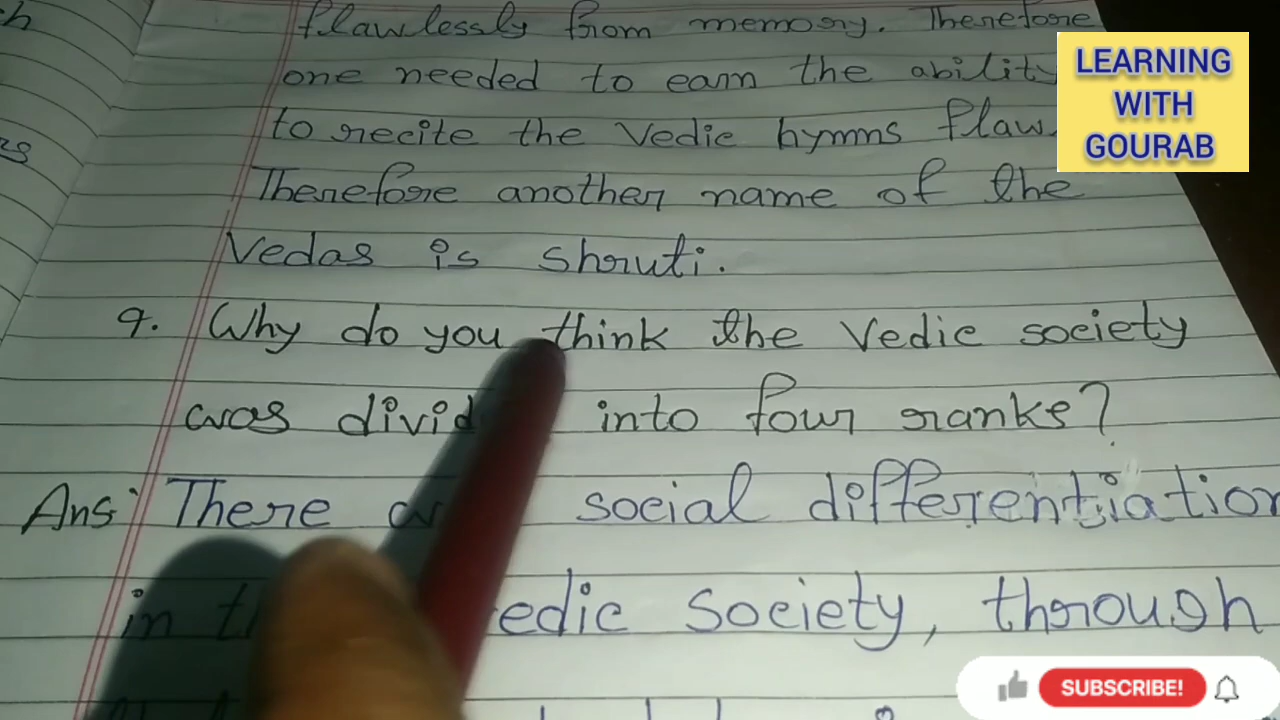 flawlessly from memory. Therefore
one needed to earn the ability
to recite the Vedic hymns flaw
Therefore another name of the
Vedas is Shruti.
9. Why do you think the Vedic society
was divid into four ranks?
Ans: There social differentiation
in edic Society, through
LEARNING
WITH
GOURAB
SUBSCRIBE!